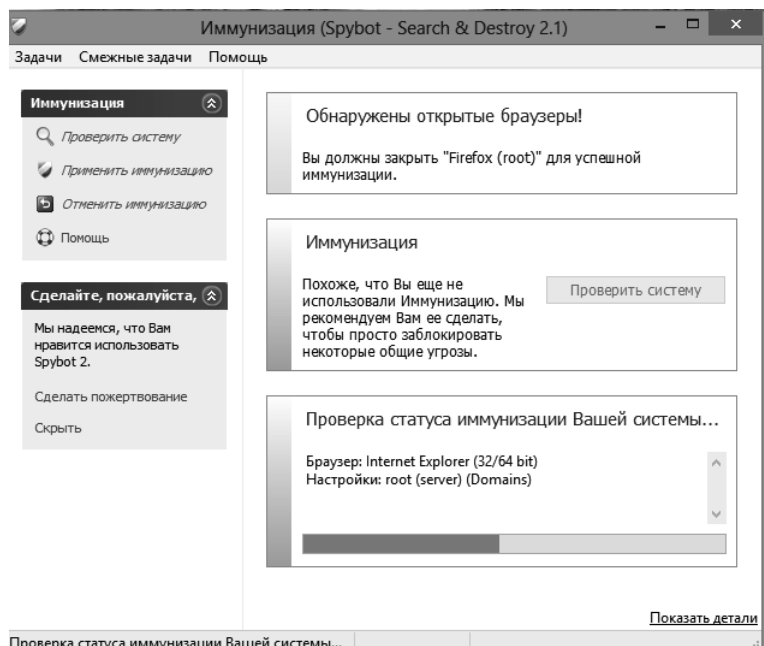 Иммунизация (Spybot - Search & Destroy 2.1)
Задачи Смежные задачи Помощь
Иммунизация
Проверить систему
Применить иммунизацию
Отменить иммунизацию
Помощь
Сделайте, пожалуйста,
Мы надеемся, что Вам
нравится использовать
Spybot 2.
Сделать пожертвование
Скрыть
Обнаружены открытые браузеры!
Вы должны закрыть "Firefox (root)" для успешной
иммунизации.
Иммунизация
Похоже, что Вы еще не
использовали Иммунизацию. Мы
рекомендуем Вам ее сделать,
чтобы просто заблокировать
некоторые общие угрозы.
Проверить систему
Проверка статуса иммунизации Вашей системы...
Браузер: Internet Explorer (32/64 bit)
Настройки: root (server) (Domains)
Показать детали
Проверка статуса иммунизации Вашей системы...